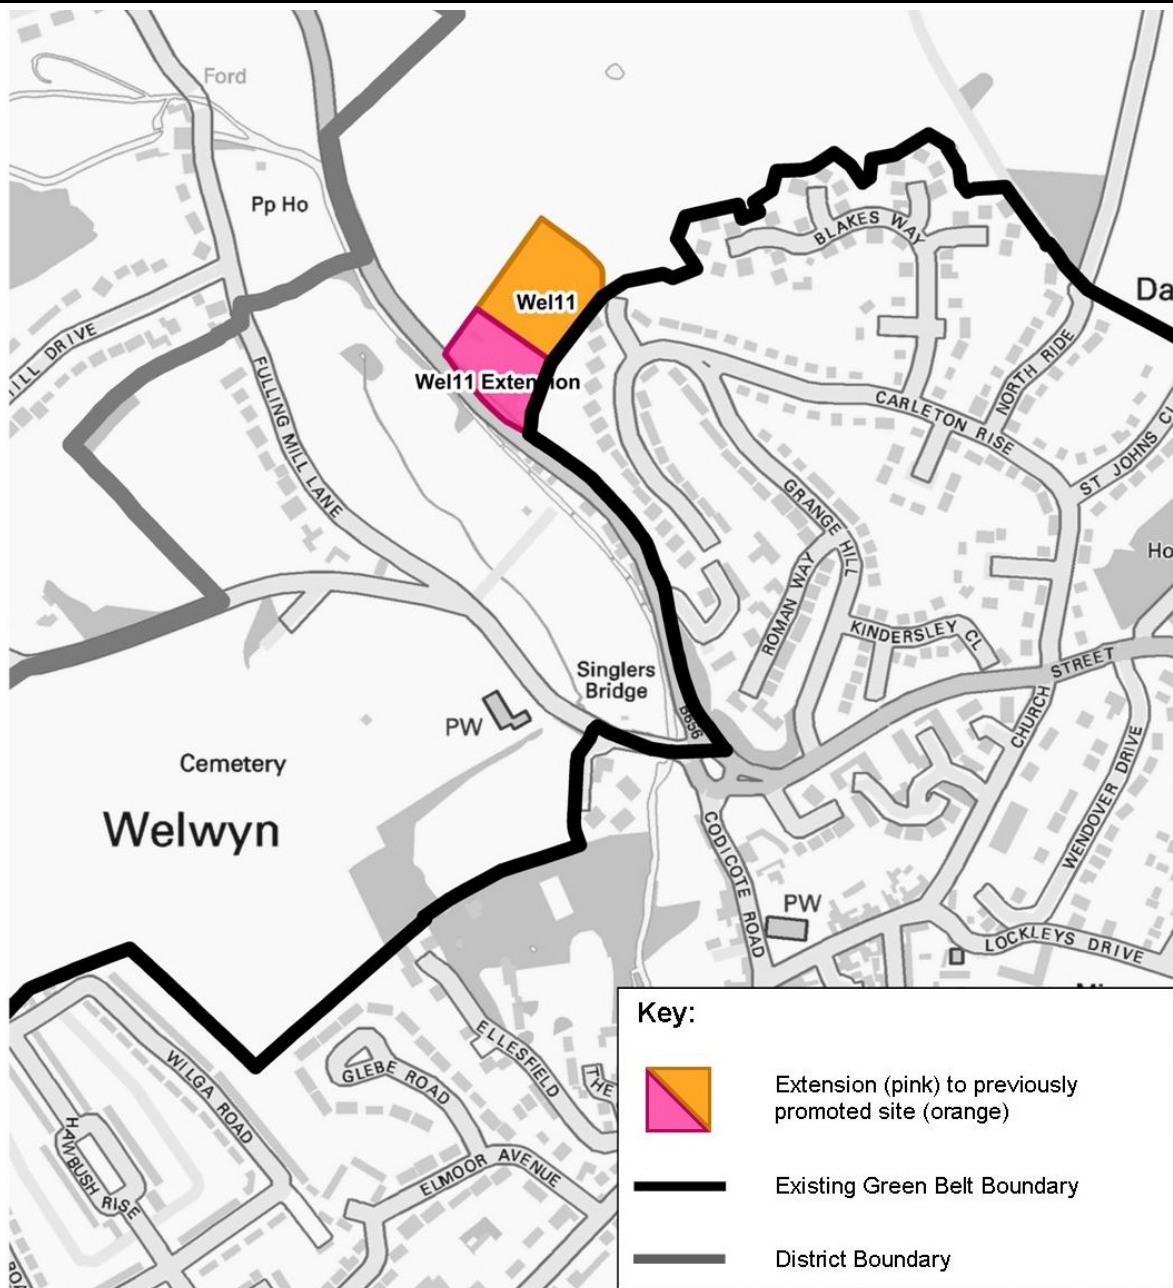 Ford
Pp Ho
Wel11
Wel11 Extension
BLAKES WAY
Da
ILL DRIVE
FULLING MILL LANE
NORTH RIDE
CARLETON RISE
ST JOHNS C
GRANGE HILL
ROMAN WAY
Ho
KINDERSLEY CL
Singlers
Bridge
STREET
B656
PW
CHURCH
Cemetery
Welwyn
WENDOVER DRIVE
CODICOTE ROAD
PW
LOCKLEYS DRIVE
ELLESFIELD
THE
GLEBE ROAD
WILGA ROAD
HAWBUSH RISE
ELMOOR AVENUE
Key:
Extension (pink) to previously
promoted site (orange)
Existing Green Belt Boundary
District Boundary